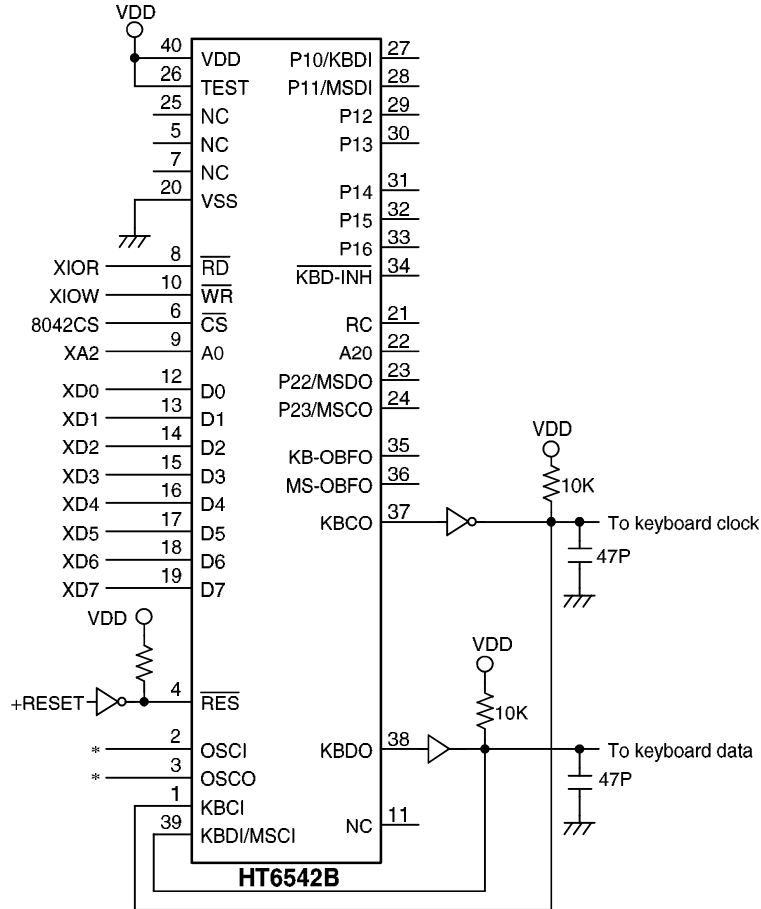 VDD
40 VDD P10/KBDI 27
26 TEST P11/MSDI 28
25 NC P12 29
5 NC P13 30
7 NC
20 VSS P14 31
P15 32
P16 33
XIOR 8 RD KBD-INH 34
XIOW 10 WR
8042CS 6 CS RC 21
XA2 9 A0 A20 22
XD0 12 D0 P22/MSDO 23
XD1 13 D1 P23/MSCO 24
XD2 14 D2 KB-OBFO 35
XD3 15 D3 MS-OBFO 36
VDD
10K
XD4 16 D4 KBCO 37 To keyboard clock
XD5 17 D5
47P
XD6 18 D6
XD7 19 D7
VDD
VDD
+RESET 4 RES
10K
* 2 OSCI KBDO 38 To keyboard data
* 3 OSCO
47P
1 KBCI
39 KBDI/MSCI NC 11
HT6542B